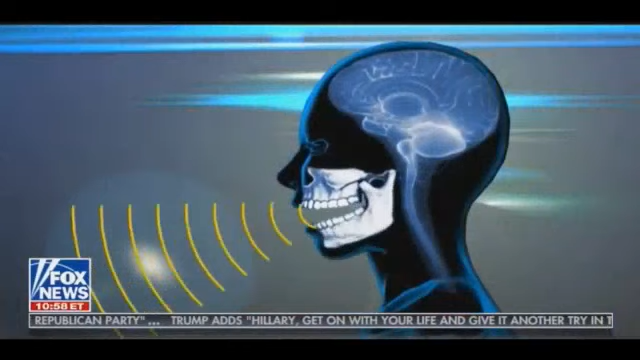 FOX
NEWS
10:58 ET
REPUBLICAN PARTY"... TRUMP ADDS "HILLARY, GET ON WITH YOUR LIFE AND GIVE IT ANOTHER TRY IN